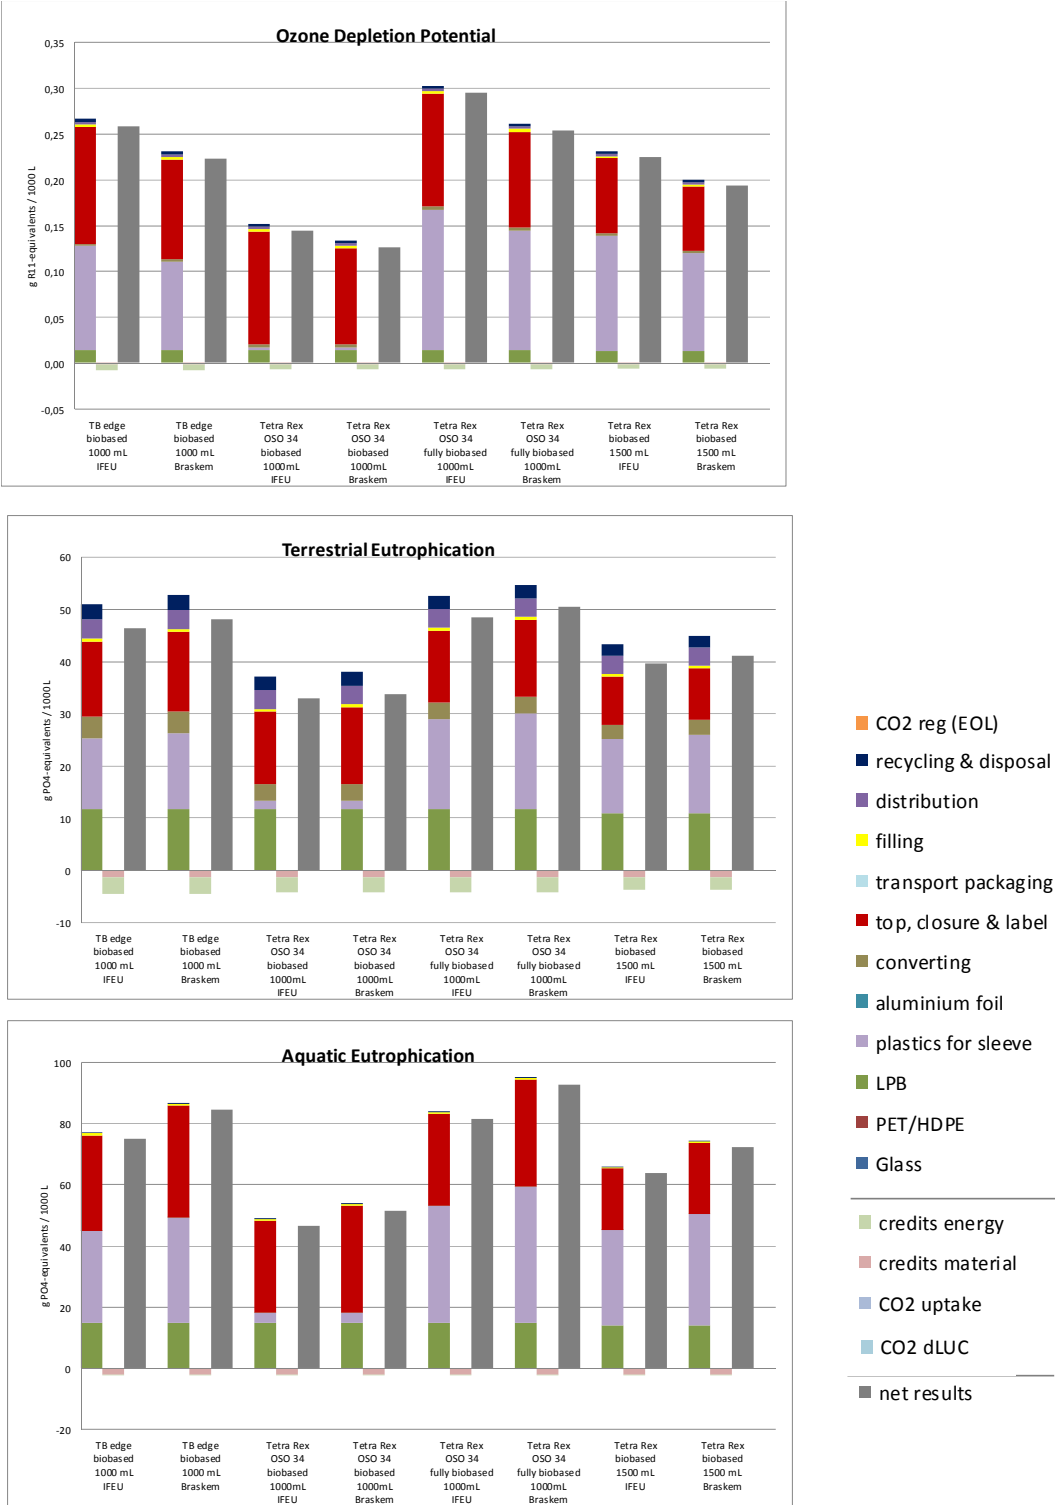 Ozone Depletion Potential
0,35
0,30
0,25
0,20
0,15
0,10
0,05
0,00
-0,05
g R11-equivalents / 1000 L
TB edge
biobased
1000 mL
IFEU
TB edge
biobased
1000 mL
Braskem
Tetra Rex
OSO 34
biobased
1000mL
IFEU
Tetra Rex
OSO 34
biobased
1000mL
Braskem
Tetra Rex
OSO 34
fully biobased
1000mL
IFEU
Tetra Rex
OSO 34
fully biobased
1000mL
Braskem
Tetra Rex
biobased
1500 mL
IFEU
Tetra Rex
biobased
1500 mL
Braskem
Terrestrial Eutrophication
60
50
40
30
20
10
0
-10
g PO4-equivalents / 1000L
TB edge
biobased
1000 mL
IFEU
TB edge
biobased
1000 mL
Braskem
Tetra Rex
OSO 34
biobased
1000mL
IFEU
Tetra Rex
OSO 34
biobased
1000mL
Braskem
Tetra Rex
OSO 34
fully biobased
1000mL
IFEU
Tetra Rex
OSO 34
fully biobased
1000mL
Braskem
Tetra Rex
biobased
1500 mL
IFEU
Tetra Rex
biobased
1500 mL
Braskem
Aquatic Eutrophication
100
80
60
40
20
0
-20
g PO4-equivalents / 1000 L
TB edge
biobased
1000 mL
IFEU
TB edge
biobased
1000 mL
Braskem
Tetra Rex
OSO 34
biobased
1000mL
IFEU
Tetra Rex
OSO 34
biobased
1000mL
Braskem
Tetra Rex
OSO 34
fully biobased
1000mL
IFEU
Tetra Rex
OSO 34
fully biobased
1000mL
Braskem
Tetra Rex
biobased
1500 mL
IFEU
Tetra Rex
biobased
1500 mL
Braskem
CO2 reg (EOL)
recycling & disposal
distribution
filling
transport packaging
top, closure & label
converting
aluminium foil
plastics for sleeve
LPB
PET/HDPE
Glass
credits energy
credits material
CO2 uptake
CO2 dLUC
net results